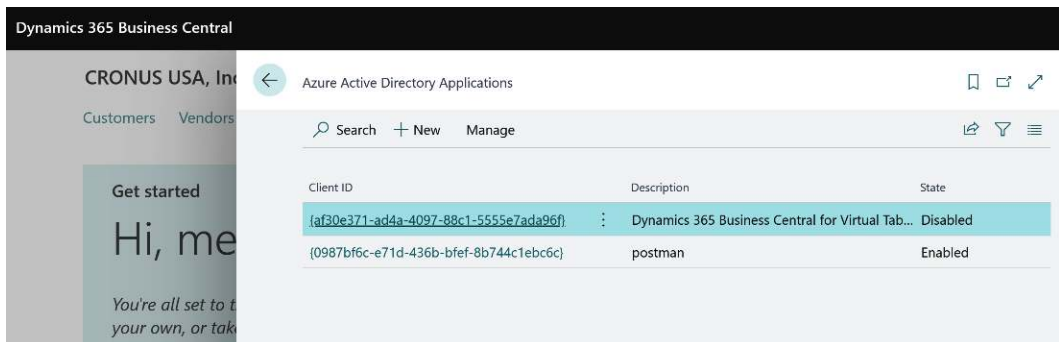 Dynamics 365 Business Central
CRONUS USA, Inc
Azure Active Directory Applications
Customers Vendors
Search New Manage
Get started
Client ID Description State
{af30e371-ad4a-4097-88c1-5555e7ada96f} Dynamics 365 Business Central for Virtual Tab... Disabled
Hi, me
{0987bf6c-e71d-436b-bfef-8b744c1ebc6c} postman Enabled
You're all set to t
your own, or tak